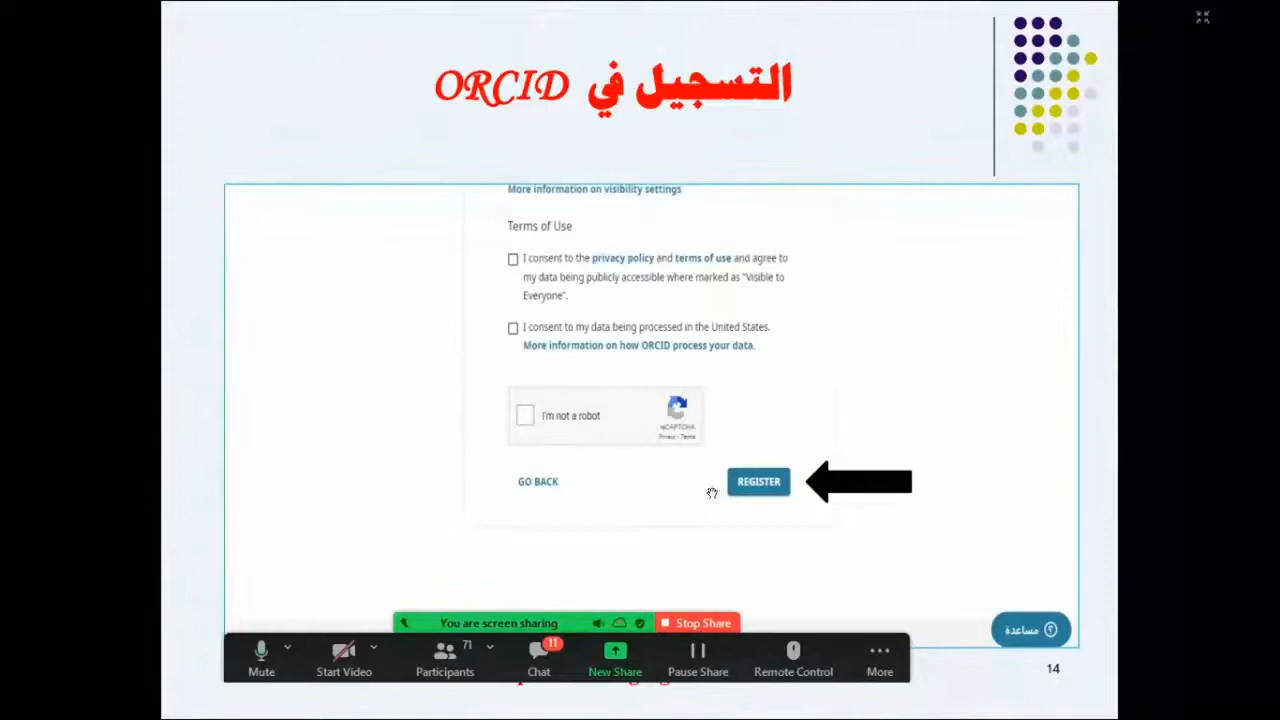 التسجيل في ORCID
More information on visibility settings
Terms of Use
I consent to the privacy policy and terms of use and agree to
my data being publicly accessible where marked as "Visible to
Everyone".
I consent to my data being processed in the United States.
More information on how ORCID process your data.
I'm not a robot
reCAPTCHA
Privacy - Terms
GO BACK
REGISTER
مساعدة
You are screen sharing
Stop Share
71
11
Mute
Start Video
Participants
Chat
New Share
Pause Share
Remote Control
More
14